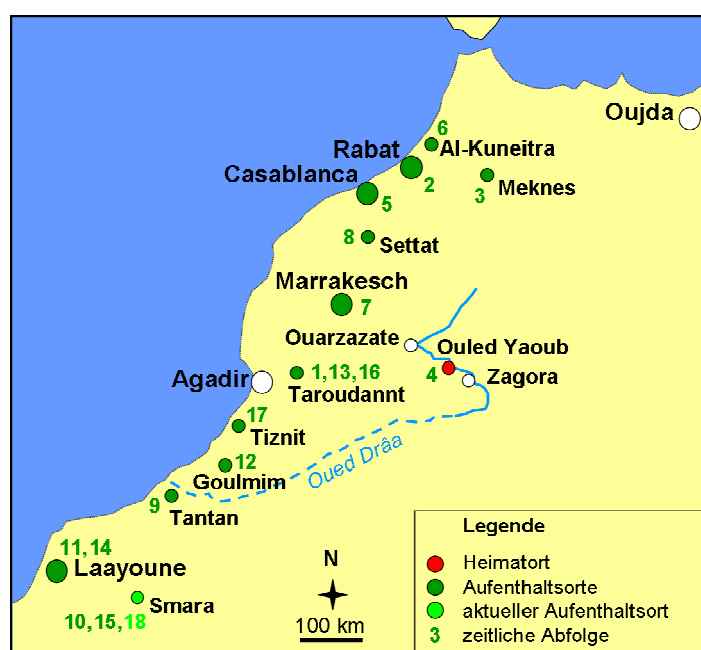 Oujda
6
Al-Kuneitra
Rabat
2
Casablanca
3
Meknes
5
8
Settat
Marrakesch
7
Ouarzazate
Ouled Yaoub
4
Zagora
Agadir
1,13,16
Taroudannt
17
Tiznit
12
Goulmim
Oued Drâa
9
Tantan
11,14
Laayoune
Smara
10,15,18
N
100 km
Legende
Heimatort
Aufenthaltsorte
aktueller Aufenthaltsort
3 zeitliche Abfolge